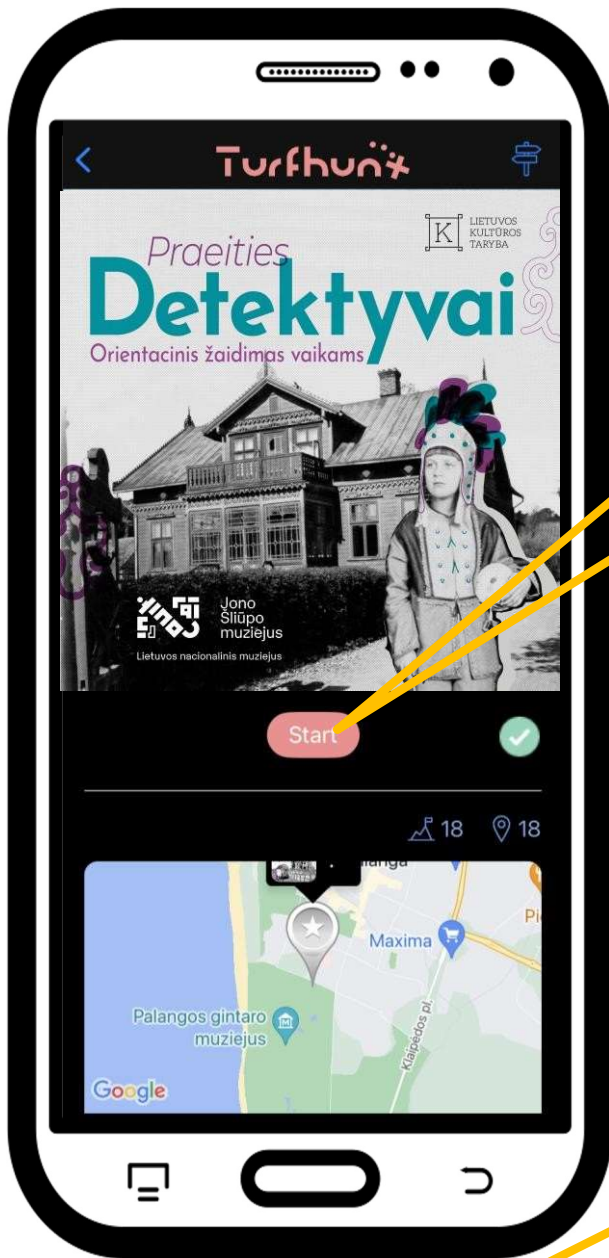 Turfhunt
LIETUVOS
KULTŪROS
TARYBA
K
Praeities
Detektyvai
Orientacinis žaidimas vaikams
Jono
Šliūpo
muziejus
Lietuvos nacionalinis muziejus
Start
18
18
Maxima
Palangos gintaro
muziejus
Klaipėdos pl.
Google